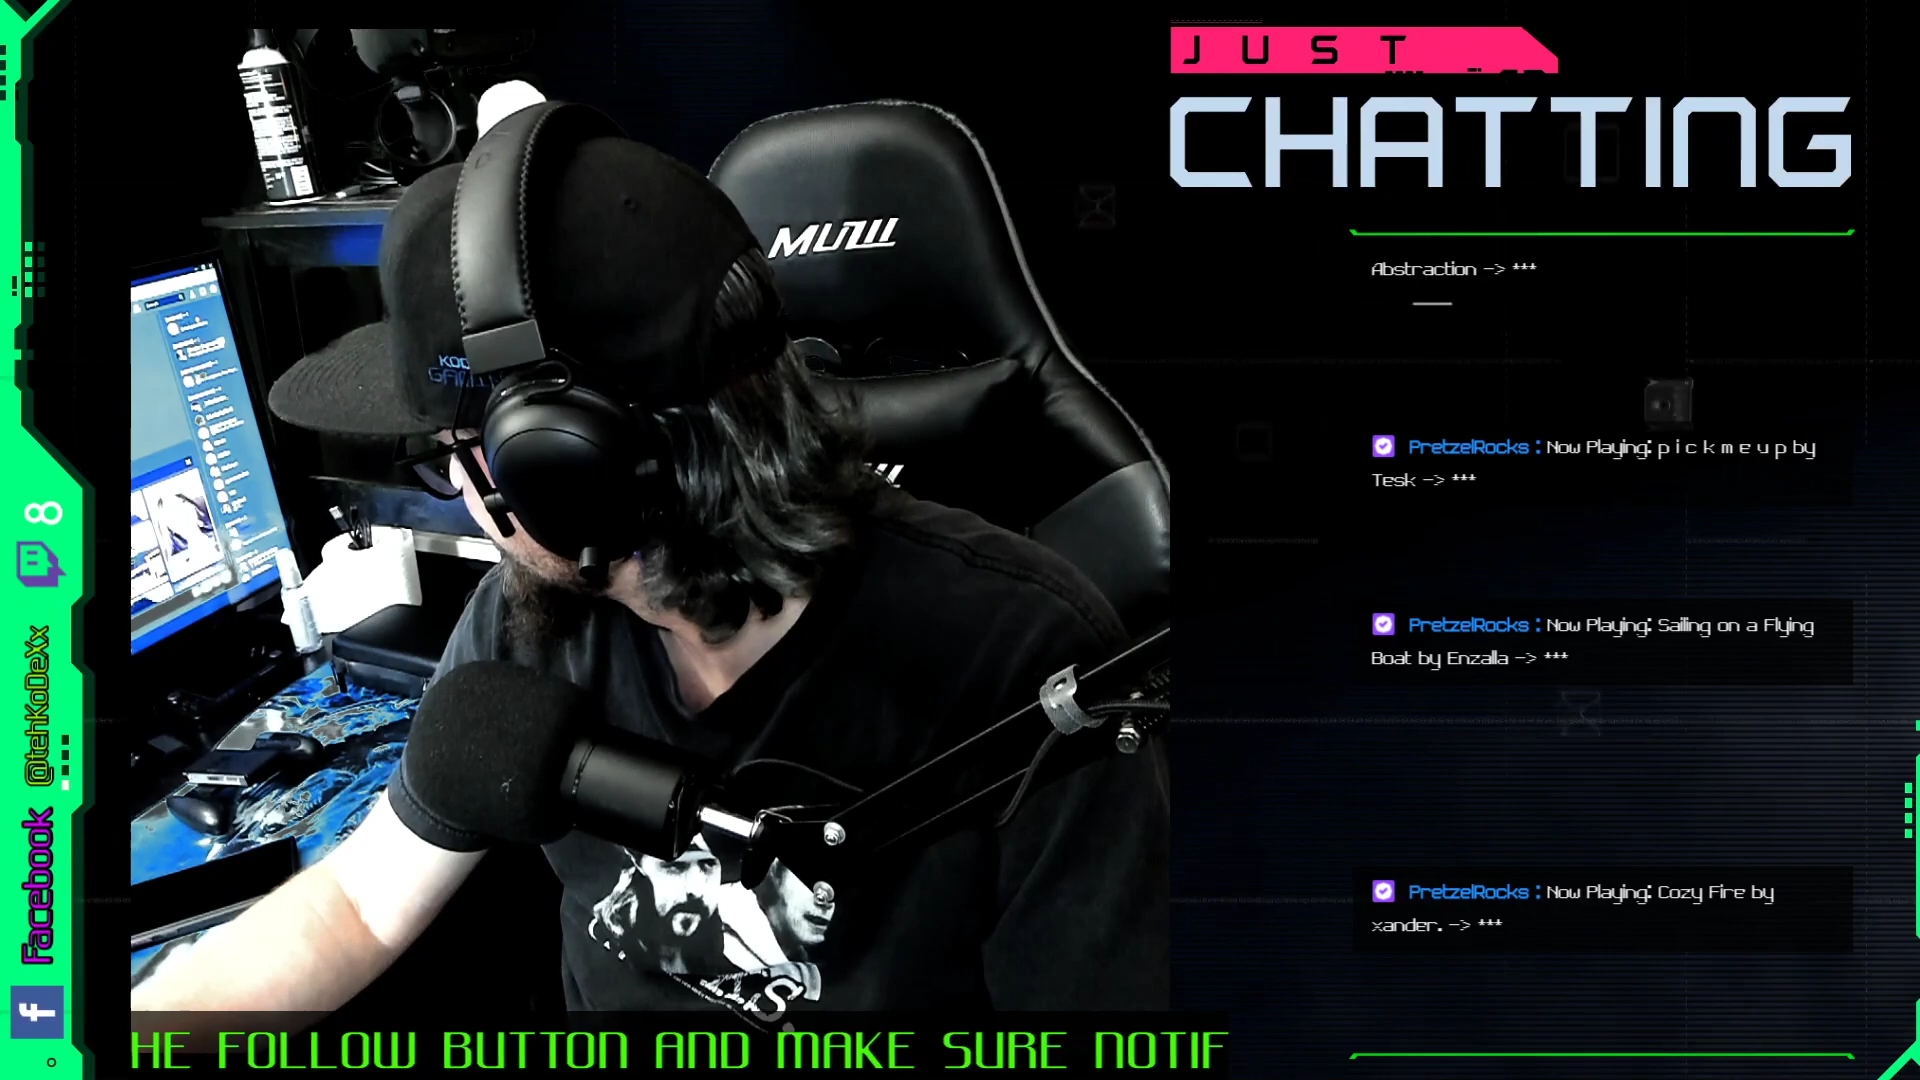 JUST
CHATTING
Abstraction -> ***
PretzelRocks : Now Playing: p i c k m e u p by
Tesk -> ***
PretzelRocks : Now Playing: Sailing on a Flying
Boat by Enzalla -> ***
PretzelRocks : Now Playing: Cozy Fire by
xander. -> ***
8
@tehKoDeXx
Facebook
f
HE FOLLOW BUTTON AND MAKE SURE NOTIF